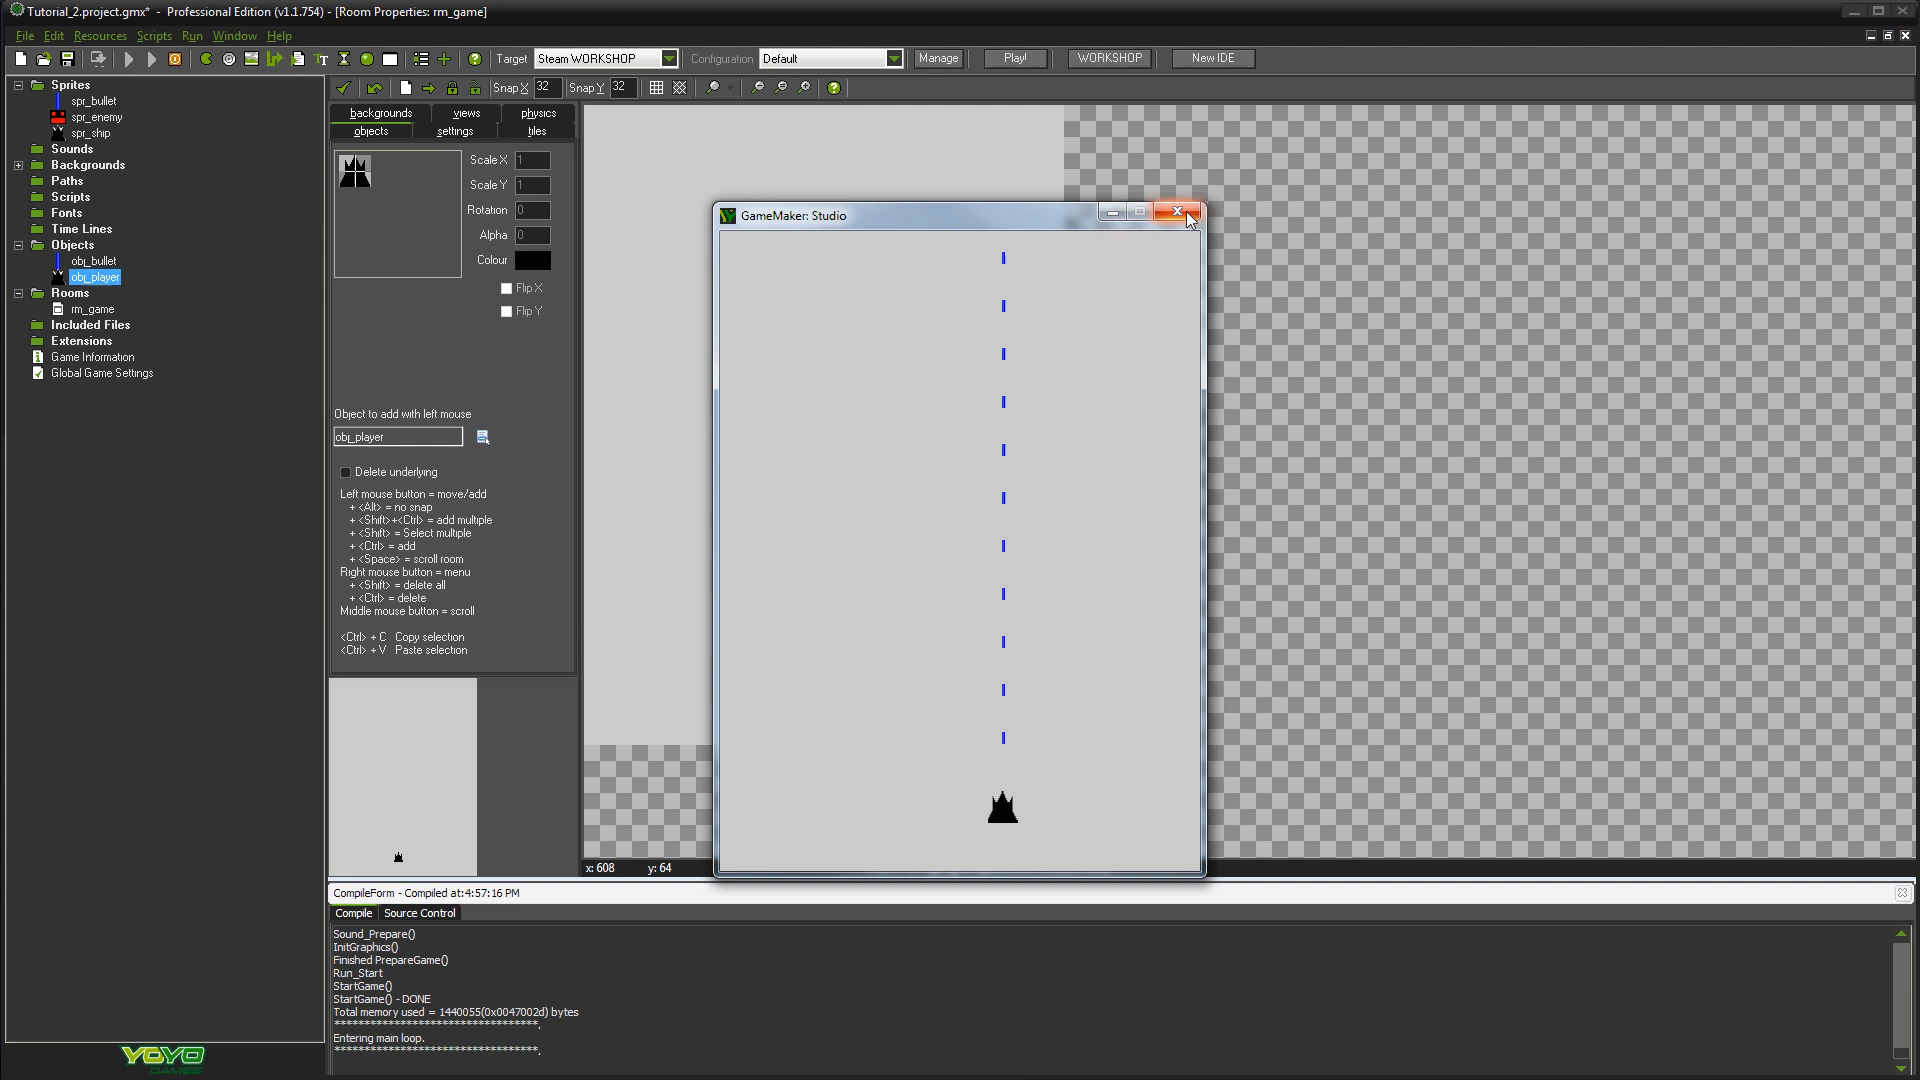 Tutorial_2.project.gmx* - Professional Edition (v1.1.754) - [Room Properties: rm_game]
File Edit Resources Scripts Run Window Help
Target Steam WORKSHOP Configuration Default Manage Play! WORKSHOP New IDE
Snap X 32 Snap Y 32
Sprites
spr_bullet
spr_enemy
spr_ship
Sounds
Backgrounds
Paths
Scripts
Fonts
Time Lines
Objects
obj_bullet
obj_player
Rooms
rm_game
Included Files
Extensions
Game Information
Global Game Settings
backgrounds views physics
objects settings tiles
Scale X 1
Scale Y 1
Rotation 0
Alpha 0
Colour
Flip X
Flip Y
Object to add with left mouse
obj_player
Delete underlying
Left mouse button = move/add
+ <Alt> = no snap
+ <Shift>+<Ctrl> = add multiple
+ <Shift> = Select multiple
+ <Ctrl> = add
+ <Space> = scroll room
Right mouse button = menu
+ <Shift> = delete all
+ <Ctrl> = delete
Middle mouse button = scroll
<Ctrl> + C Copy selection
<Ctrl> + V Paste selection
GameMaker: Studio
x: 608 y: 64
CompileForm - Compiled at:4:57:16 PM
Compile Source Control
Sound_Prepare()
InitGraphics()
Finished PrepareGame()
Run_Start
StartGame()
StartGame() - DONE
Total memory used = 1440055(0x0047002d) bytes
**********************************.
Entering main loop.
**********************************.
YOYO
GAMES